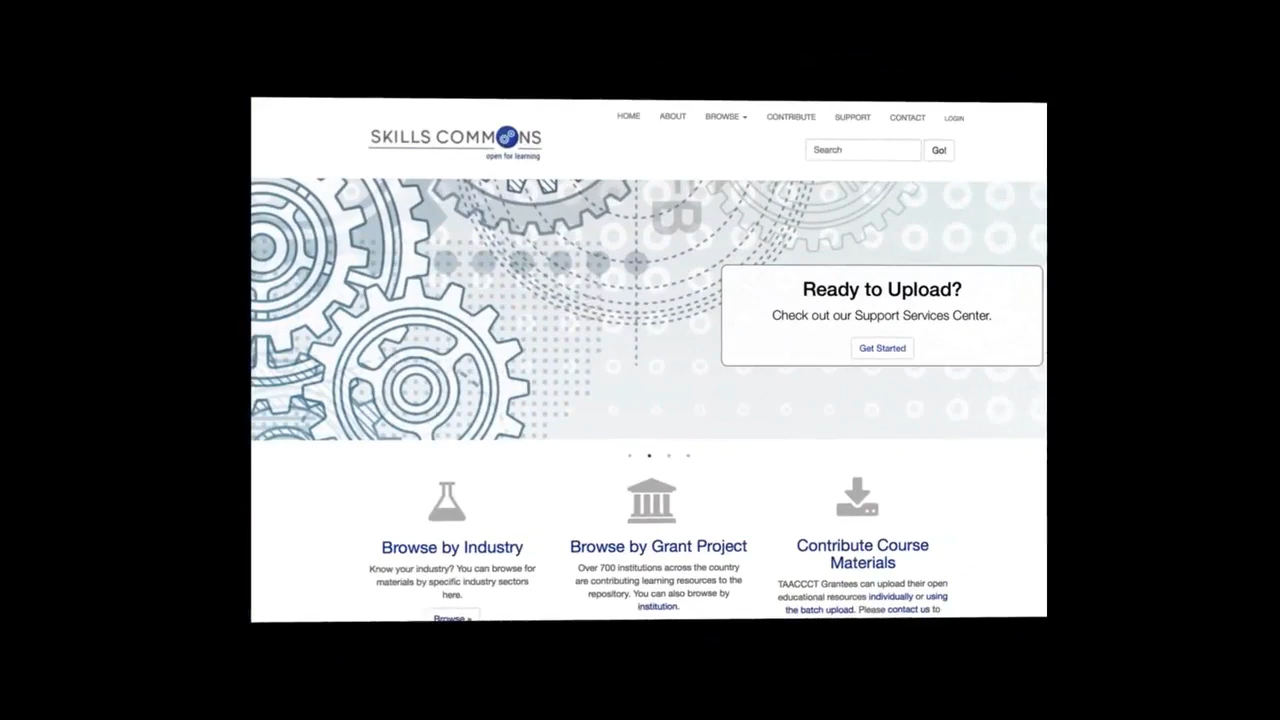 HOME ABOUT BROWSE CONTRIBUTE SUPPORT CONTACT LOGIN
SKILLS COMMONS
open for learning
Search Go!
B
Ready to Upload?
Check out our Support Services Center.
Get Started
Browse by Industry
Know your industry? You can browse for
materials by specific industry sectors
here.
Browse »
Browse by Grant Project
Over 700 institutions across the country
are contributing learning resources to the
repository. You can also browse by
institution.
Contribute Course
Materials
TAACCCT Grantees can upload their open
educational resources individually or using
the batch upload. Please contact us to